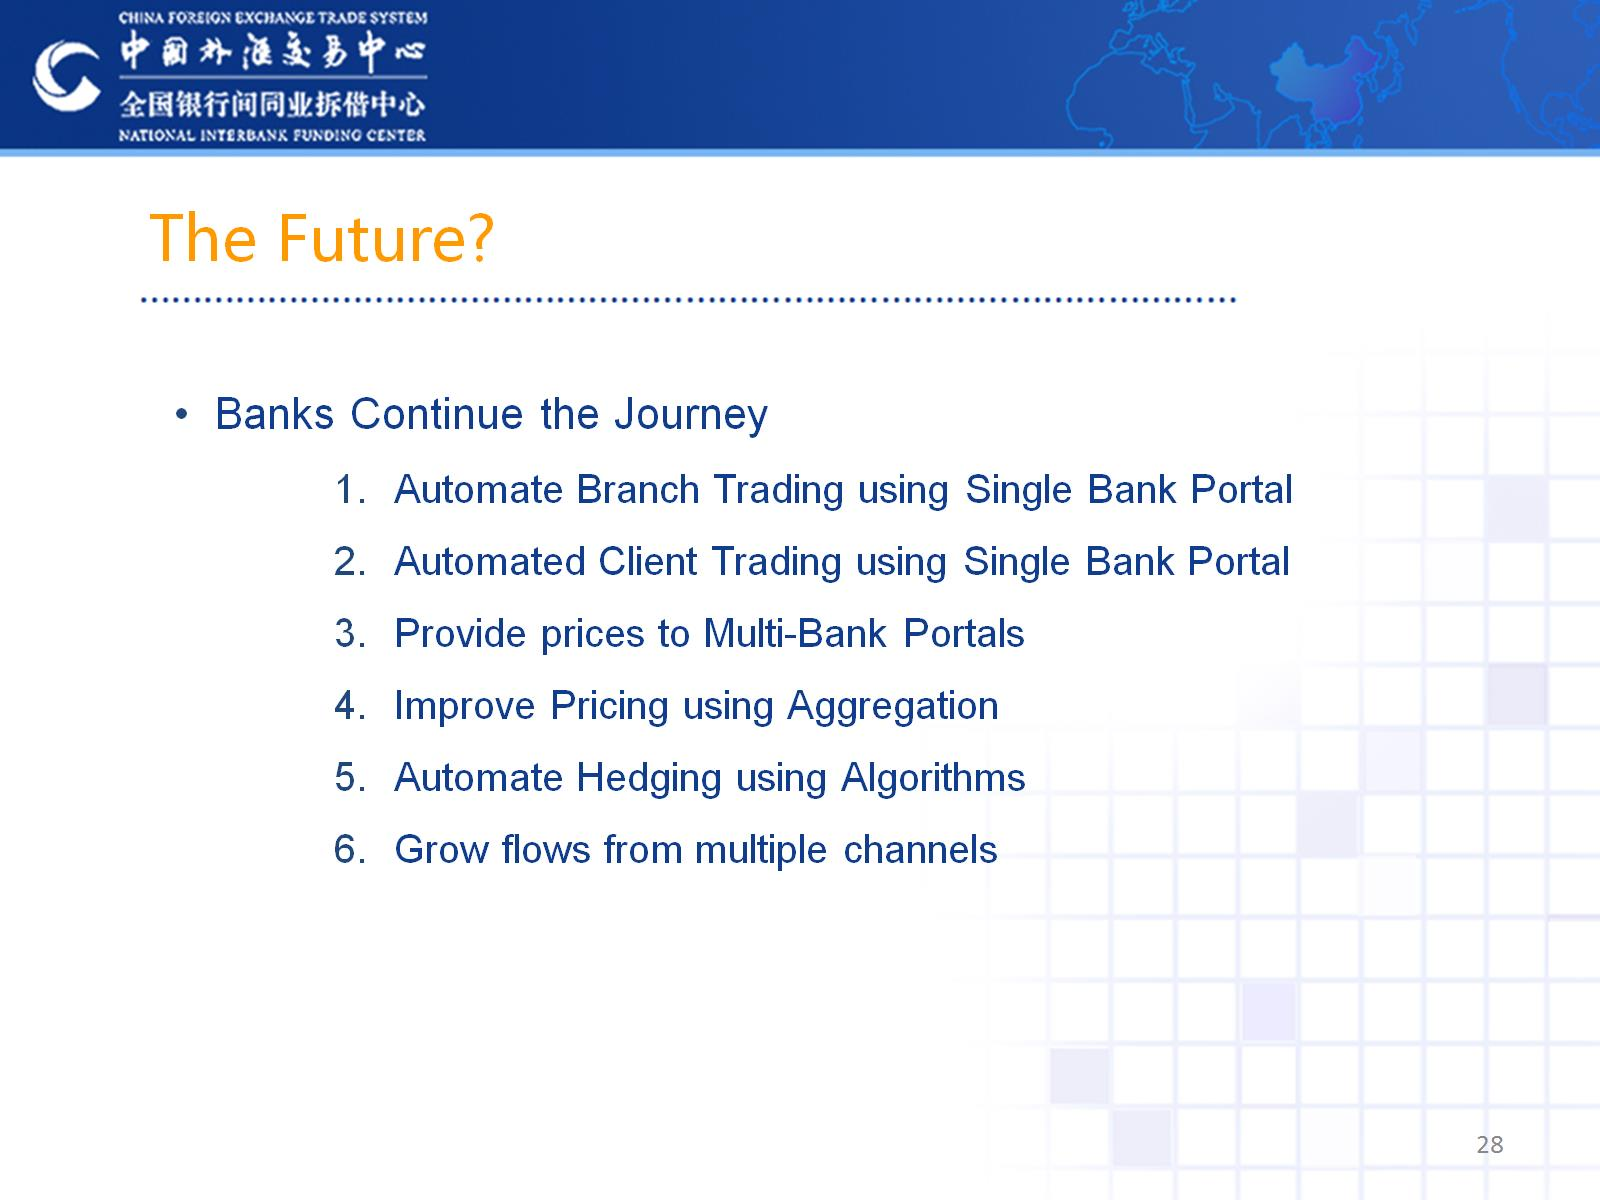 CHINA FOREIGN EXCHANGE TRADE SYSTEM
中国外汇交易中心
全国银行间同业拆借中心
NATIONAL INTERBANK FUNDING CENTER
The Future?
• Banks Continue the Journey
1. Automate Branch Trading using Single Bank Portal
2. Automated Client Trading using Single Bank Portal
3. Provide prices to Multi-Bank Portals
4. Improve Pricing using Aggregation
5. Automate Hedging using Algorithms
6. Grow flows from multiple channels
28